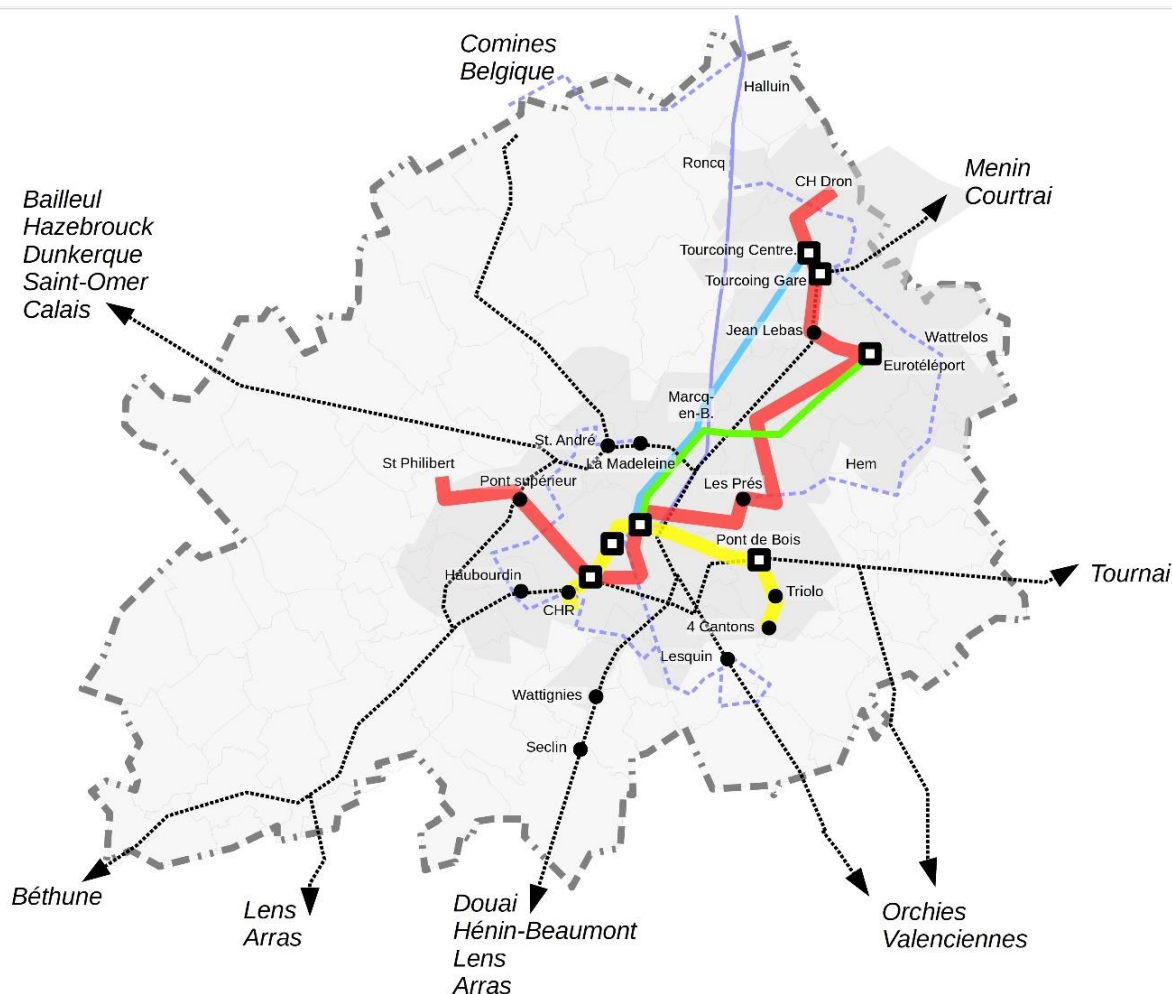 Comines
Belgique
Halluin
Roncq
CH Dron
Menin
Courtrai
Bailleul
Hazebrouck
Dunkerque
Saint-Omer
Calais
Tourcoing Centre.
Tourcoing Gare
Jean Lebas
Wattrelos
Eurotéléport
Marcq-
en-B.
St. André
La Madeleine
St Philibert
Pont supérieur
Les Prés
Hem
Pont de Bois
Haubourdin
CHR
Triolo
Tournai
4 Cantons
Lesquin
Wattignies
Seclin
Béthune
Lens
Arras
Douai
Hénin-Beaumont
Lens
Arras
Orchies
Valenciennes